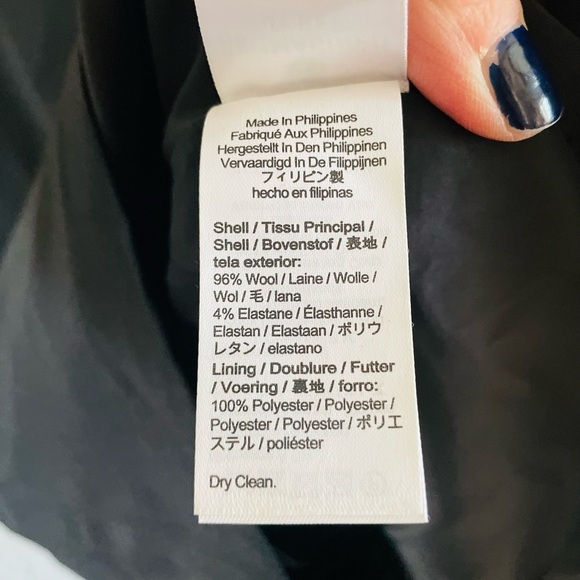 Made In Philippines
Fabriqué Aux Philippines
Hergestellt In Den Philippinen
Vervaardigd In De Filippijnen
フィリピン製
hecho en filipinas
Shell / Tissu Principal /
Shell / Bovenstof / 表地 /
tela exterior:
96% Wool / Laine / Wolle /
Wol / 毛 / lana
4% Elastane / Élasthanne /
Elastan / Elastaan / ポリウ
レタン / elastano
Lining / Doublure / Futter
/ Voering / 裏地 / forro:
100% Polyester / Polyester /
Polyester / Polyester / ポリエ
ステル / poliéster
Dry Clean.